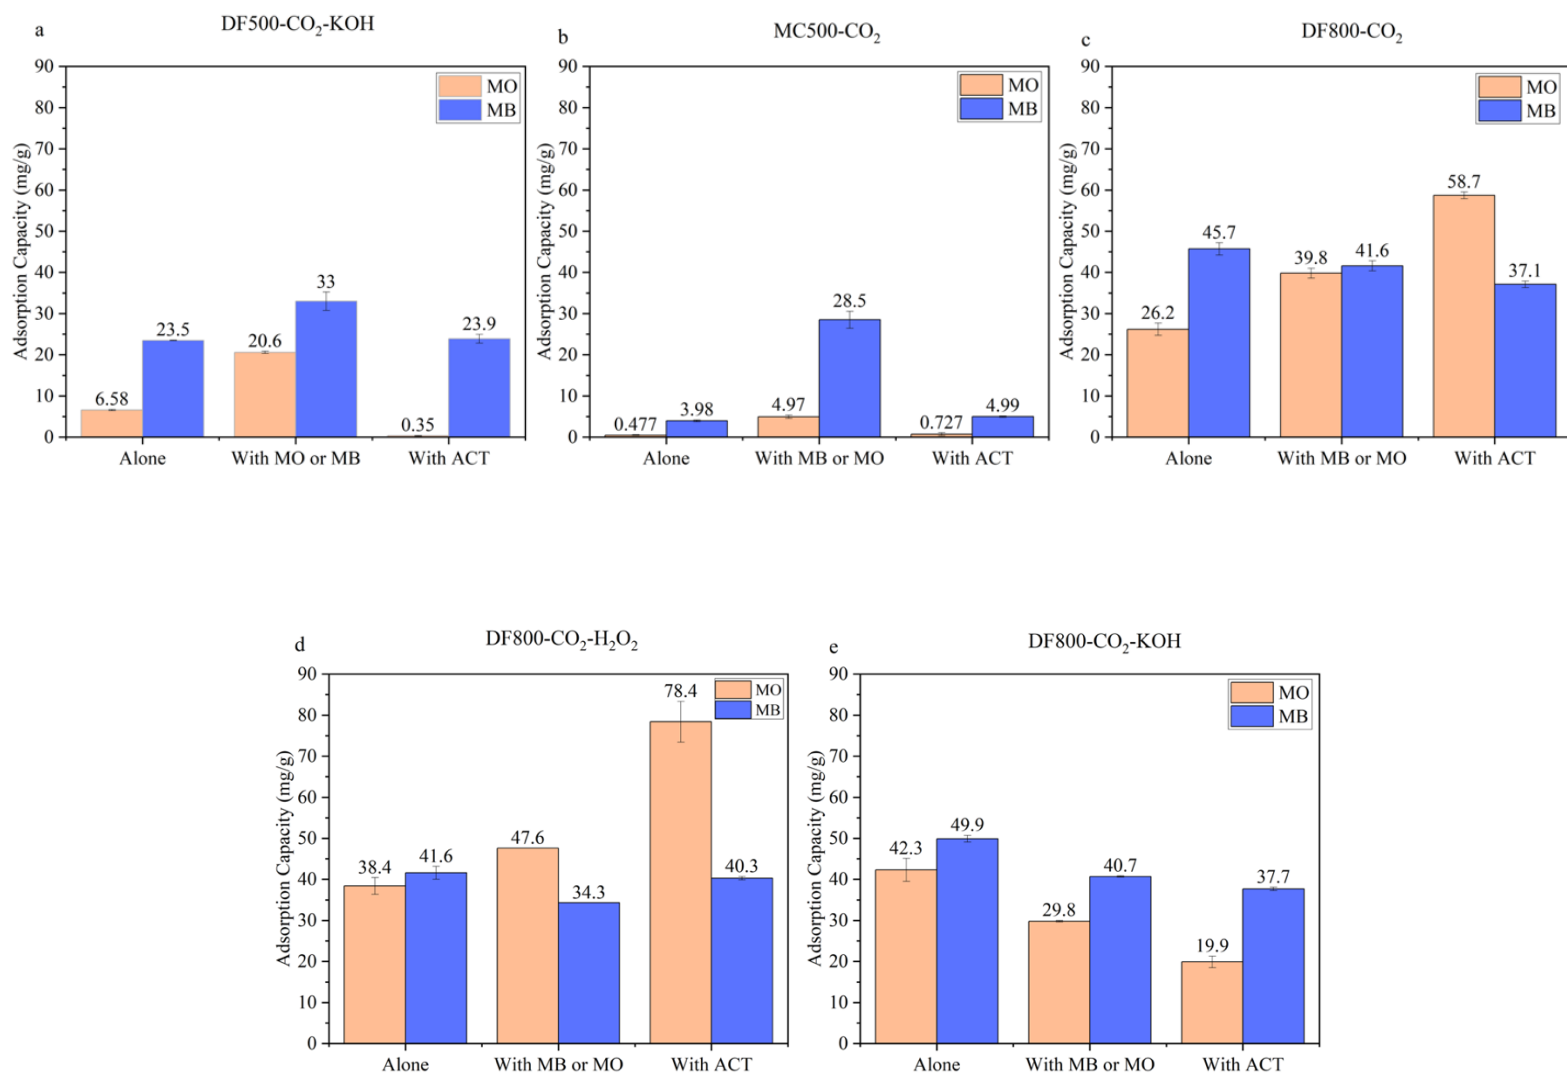 a
DF500-CO₂-KOH
MO
MB
Adsorption Capacity (mg/g)
90
80
70
60
50
40
30
20
10
0
6.58
23.5
20.6
33
0.35
23.9
Alone
With MO or MB
With ACT
b
MC500-CO₂
MO
MB
Adsorption Capacity (mg/g)
90
80
70
60
50
40
30
20
10
0
0.477
3.98
4.97
28.5
0.727
4.99
Alone
With MB or MO
With ACT
c
DF800-CO₂
MO
MB
Adsorption Capacity (mg/g)
90
80
70
60
50
40
30
20
10
0
26.2
45.7
39.8
41.6
58.7
37.1
Alone
With MB or MO
With ACT
d
DF800-CO₂-H₂O₂
MO
MB
Adsorption Capacity (mg/g)
90
80
70
60
50
40
30
20
10
0
38.4
41.6
47.6
34.3
78.4
40.3
Alone
With MB or MO
With ACT
e
DF800-CO₂-KOH
MO
MB
Adsorption Capacity (mg/g)
90
80
70
60
50
40
30
20
10
0
42.3
49.9
29.8
40.7
19.9
37.7
Alone
With MB or MO
With ACT